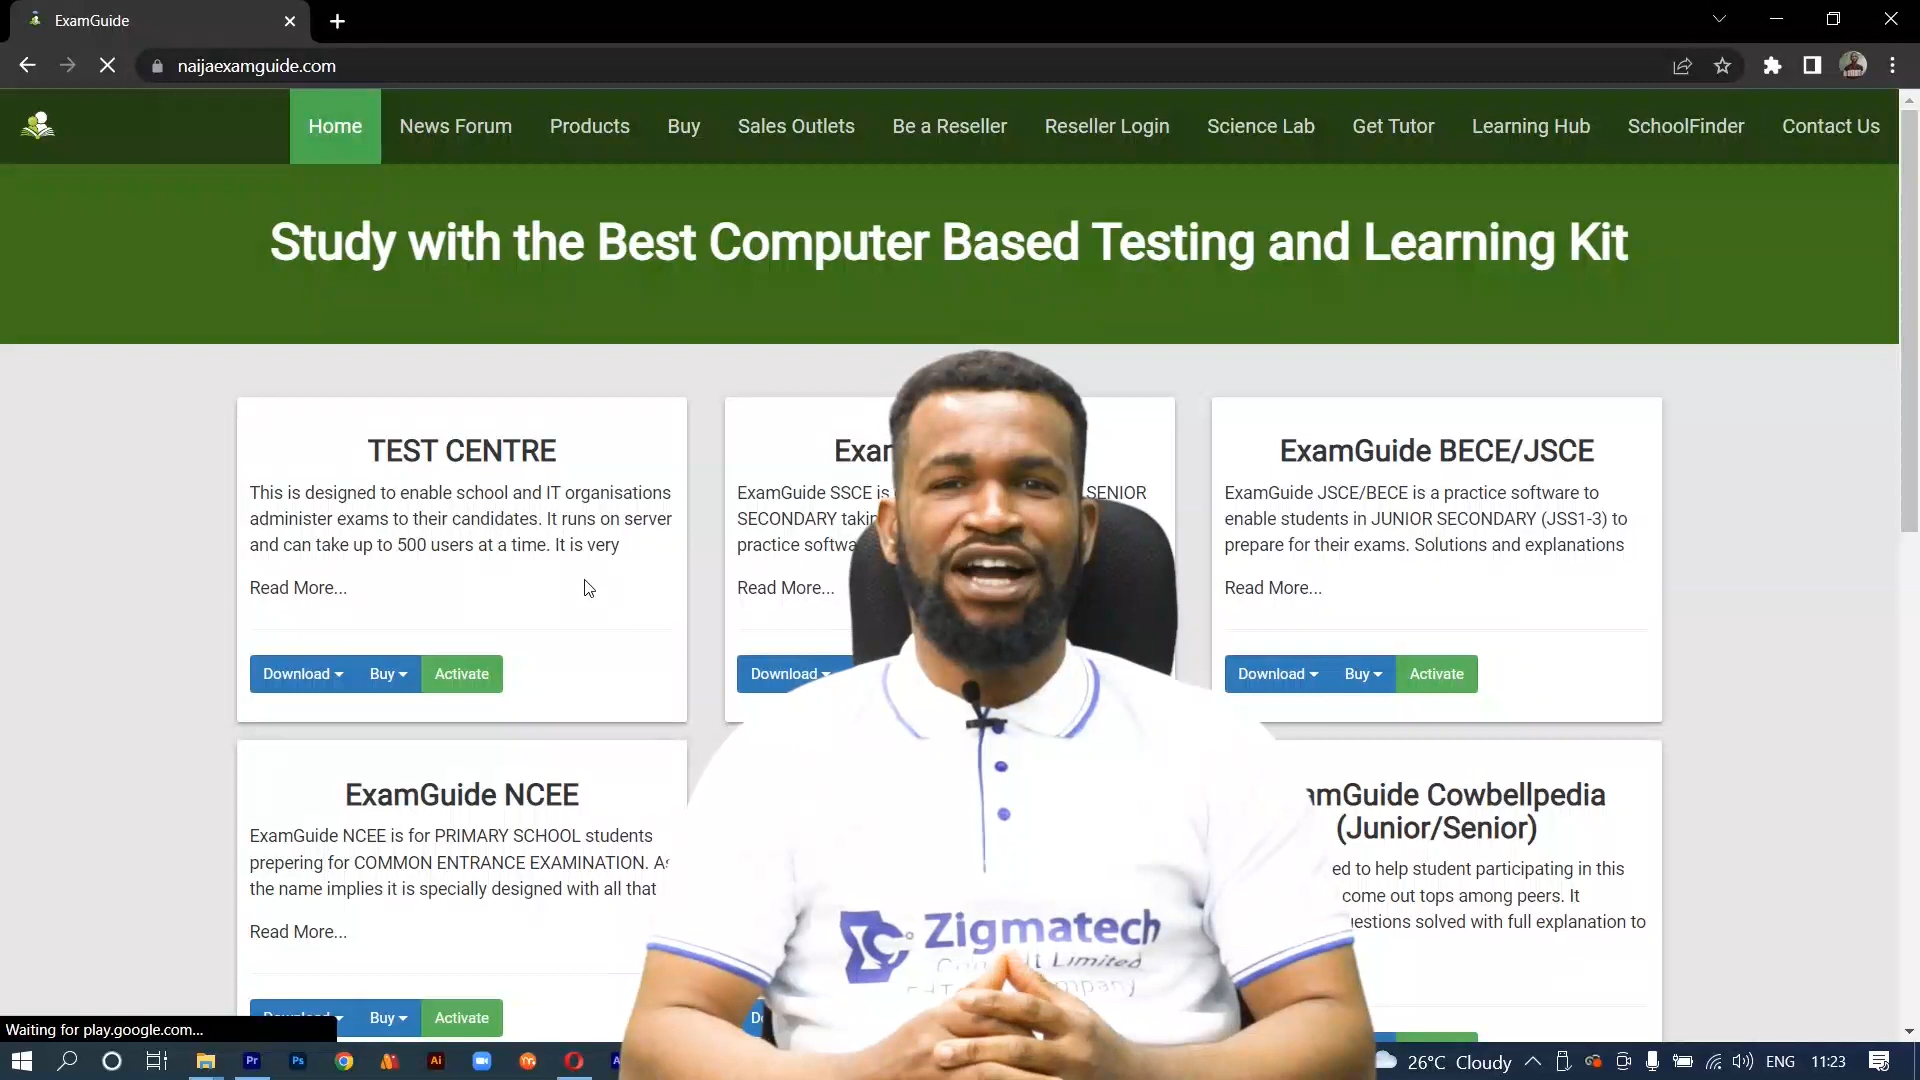 ExamGuide
naijaexamguide.com
Home News Forum Products Buy Sales Outlets Be a Reseller Reseller Login Science Lab Get Tutor Learning Hub SchoolFinder Contact Us
Study with the Best Computer Based Testing and Learning Kit
TEST CENTRE
This is designed to enable school and IT organisations
administer exams to their candidates. It runs on server
and can take up to 500 users at a time. It is very
Read More...
Download Buy Activate
ExamGuide SSCE is SENIOR
SECONDARY
practice
Read More...
Download
ExamGuide BECE/JSCE
ExamGuide JSCE/BECE is a practice software to
enable students in JUNIOR SECONDARY (JSS1-3) to
prepare for their exams. Solutions and explanations
Read More...
Download Buy Activate
ExamGuide NCEE
ExamGuide NCEE is for PRIMARY SCHOOL students
prepering for COMMON ENTRANCE EXAMINATION. As
the name implies it is specially designed with all that
Read More...
Buy Activate
Cowbellpedia
(Junior/Senior)
to help student participating in this
come out tops among peers. It
solved with full explanation to
Zigmatech
Limited
Waiting for play.google.com...
Pr Ps Ai
26°C Cloudy ENG 11:23